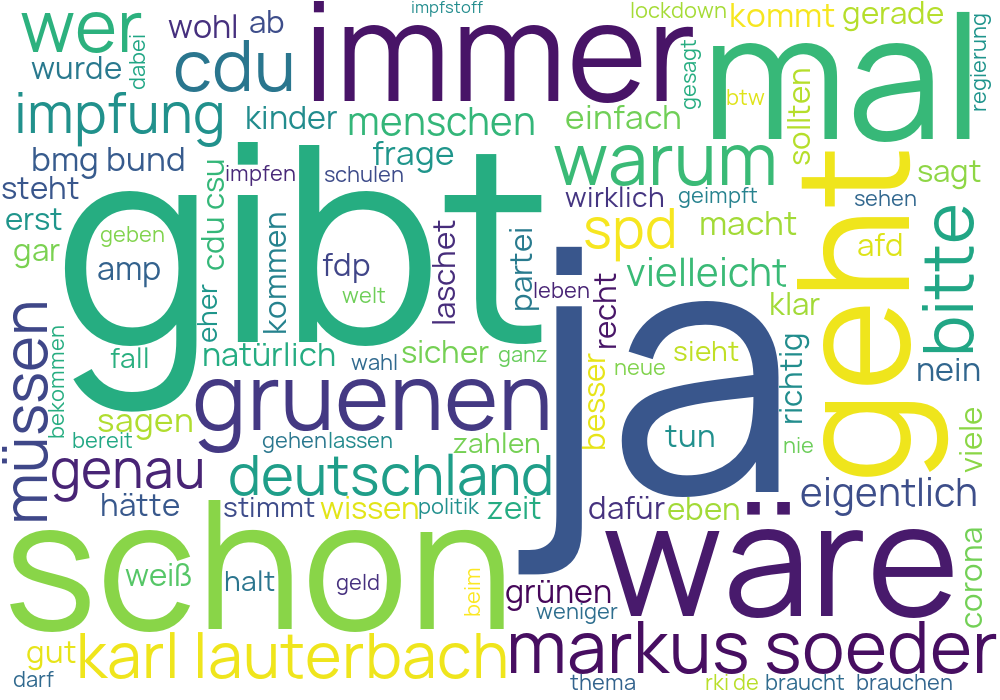 impfstoff
wer
wohl ab
immer
lockdown
kommt
gerade
wurde
dabei
cdu
gesagt
mal
regierung
btw
sollten
impfung
kinder
menschen
einfach
bmg bund
frage
warum
steht
cdu csu
impfen
schulen
wirklich
geimpft
sagt
sehen
erst
gibt
spd
macht
geht
afd
bitte
gar
geben
amp
eher
kommen
fdp
laschet
partei
leben
recht
vielleicht
welt
klar
müssen
bekommen
fall
natürlich
wahl
sicher
ganz
ja
besser
neue
sieht
richtig
nein
sagen
gruenen
bereit
gehen
lassen
zahlen
tun
nie
viele
genau
deutschland
eigentlich
hätte
stimmt
wissen
politik
zeit
dafür
eben
schon
wäre
corona
weiß
halt
geld
beim
grünen
weniger
gut
karl lauterbach
markus soeder
darf
thema
rki de
braucht
brauchen